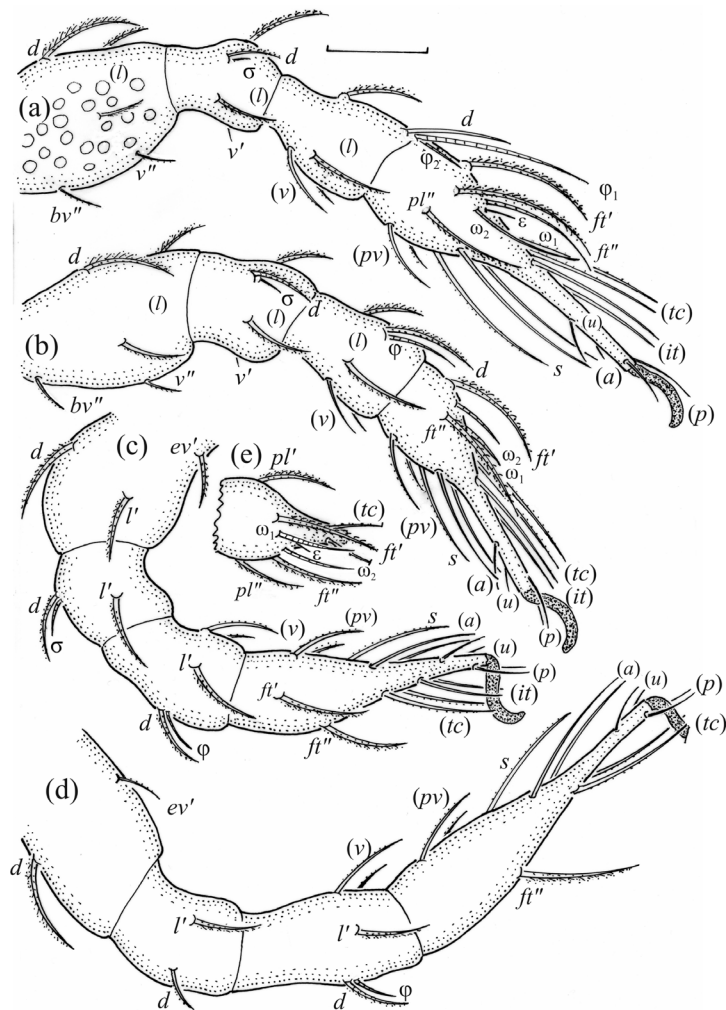 d
d
σ
(l)
(a)
(l)
(l)
d
v"
v'
φ2
φ1
bv"
(v)
pl"
ft'
ε
ω2
ω1
ft"
d
(pv)
σ
(tc)
(l)
(l)
d
(u)
(it)
(b)
(l)
φ
s
(a)
v"
v'
d
(p)
bv"
(v)
ft"
(c)
ev'
ft'
d
(e)
pl'
ω2
ω1
(pv)
l'
(tc)
ω1
ε
ft'
s
ω2
(tc)
d
l'
pl"
ft"
(a)
(u)
(it)
σ
(v)
(pv)
s
(a)
(p)
(u)
l'
(p)
(a)
(u)
ft'
(it)
(p)
d
φ
ft"
(tc)
s
(tc)
(d)
ev'
(pv)
(v)
d
ft"
l'
l'
d
d
φ